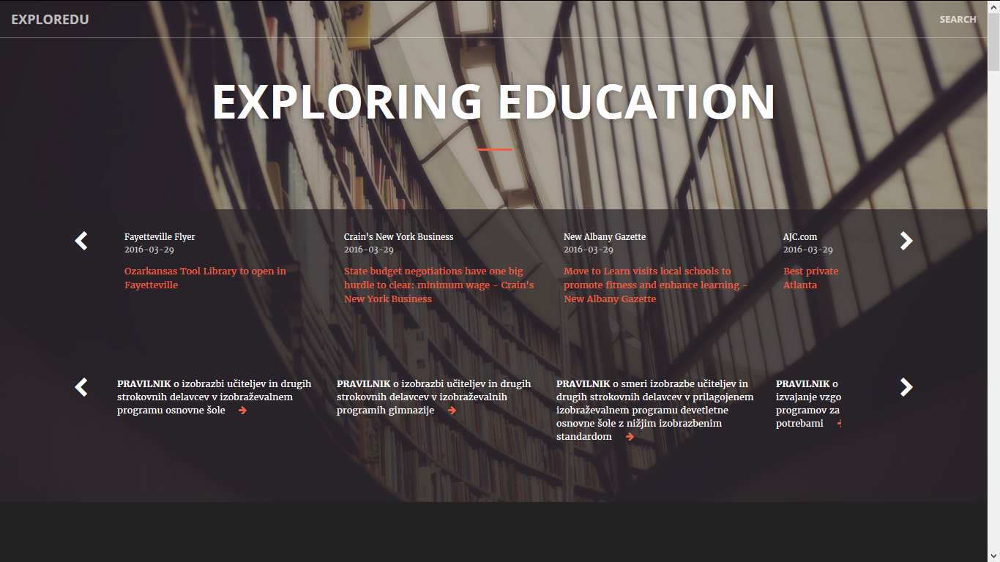 EXPLOREDU
SEARCH
EXPLORING EDUCATION
Fayetteville Flyer
2016-03-29
Ozarkansas Tool Library to open in
Fayetteville
Crain's New York Business
2016-03-29
State budget negotiations have one big
hurdle to clear: minimum wage - Crain's
New York Business
New Albany Gazette
2016-03-29
Move to Learn visits local schools to
promote fitness and enhance learning -
New Albany Gazette
AJC.com
2016-03-29
Best private
Atlanta
PRAVILNIK o izobrazbi učiteljev in drugih
strokovnih delavcev v izobraževalnem
programu osnovne šole
PRAVILNIK o izobrazbi učiteljev in drugih
strokovnih delavcev v izobraževalnih
programih gimnazije
PRAVILNIK o smeri izobrazbe učiteljev in
drugih strokovnih delavcev v prilagojenem
izobraževalnem programu devetletne
osnovne šole z nižjim izobrazbenim
standardom
PRAVILNIK o
izvajanje vzgo
programov za
potrebami